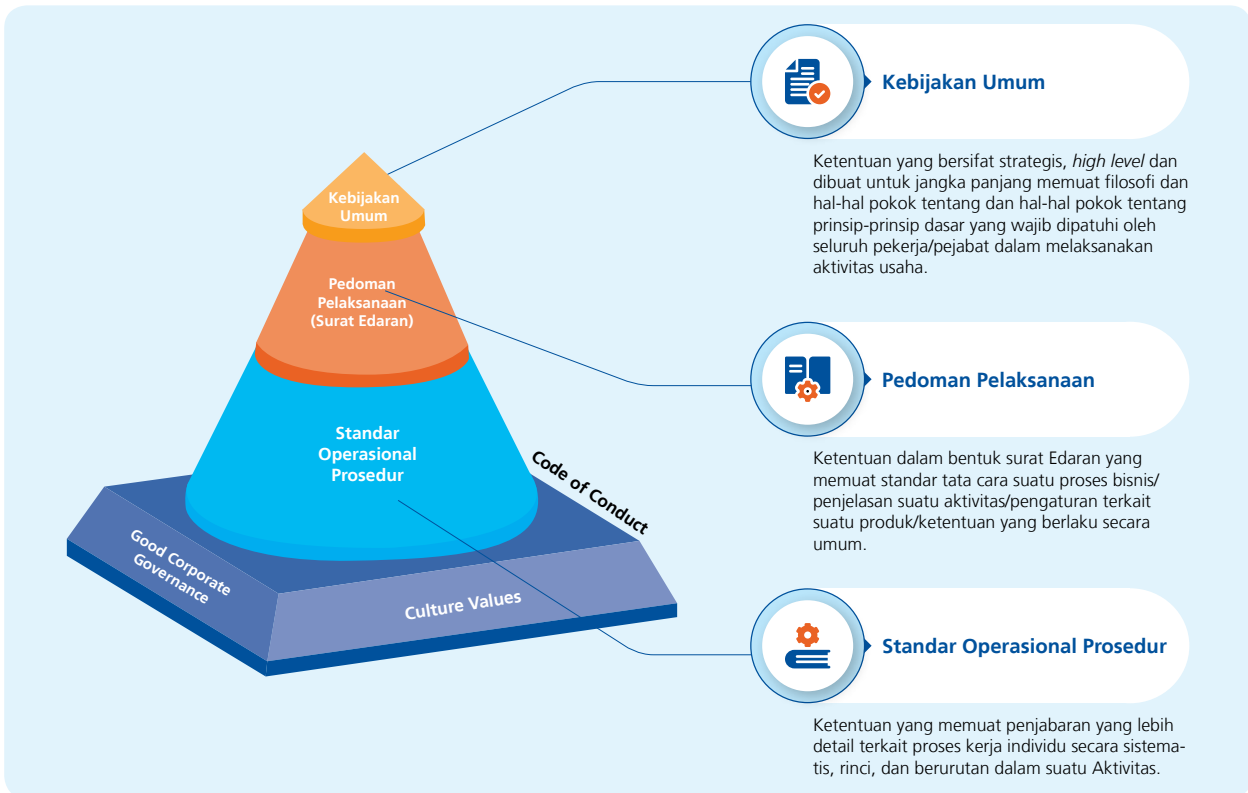 Kebijakan
Umum
Pedoman
Pelaksanaan
(Surat Edaran)
Standar
Operasional
Prosedur
Code of Conduct
Good Corporate
Governance
Culture Values
Kebijakan Umum
Ketentuan yang bersifat strategis, high level dan
dibuat untuk jangka panjang memuat filosofi dan
hal-hal pokok tentang dan hal-hal pokok tentang
prinsip-prinsip dasar yang wajib dipatuhi oleh
seluruh pekerja/pejabat dalam melaksanakan
aktivitas usaha.
Pedoman Pelaksanaan
Ketentuan dalam bentuk surat Edaran yang
memuat standar tata cara suatu proses bisnis/
penjelasan suatu aktivitas/pengaturan terkait
suatu produk/ketentuan yang berlaku secara
umum.
Standar Operasional Prosedur
Ketentuan yang memuat penjabaran yang lebih
detail terkait proses kerja individu secara sistema-
tis, rinci, dan berurutan dalam suatu Aktivitas.